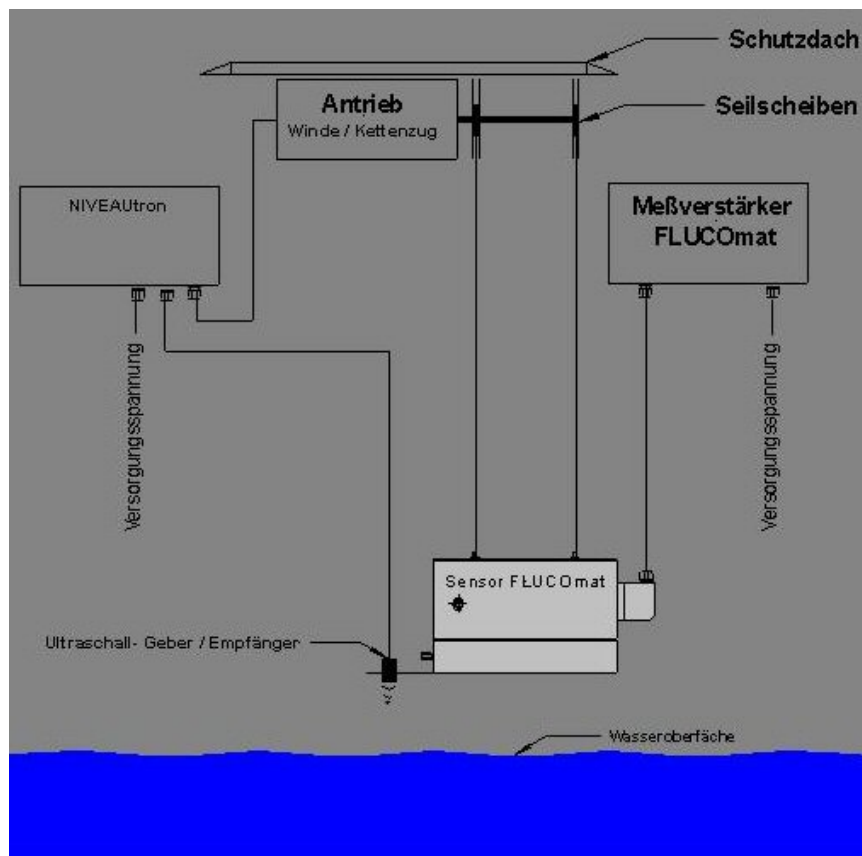 Schutzdach
Antrieb
Winde / Kettenzug
Seilscheiben
NIVEAUtron
Meßverstärker
FLUCOmat
Versorgungsspannung
Versorgungsspannung
Sensor FLUCOmat
Ultraschall- Geber / Empfänger
Wasseroberfäche